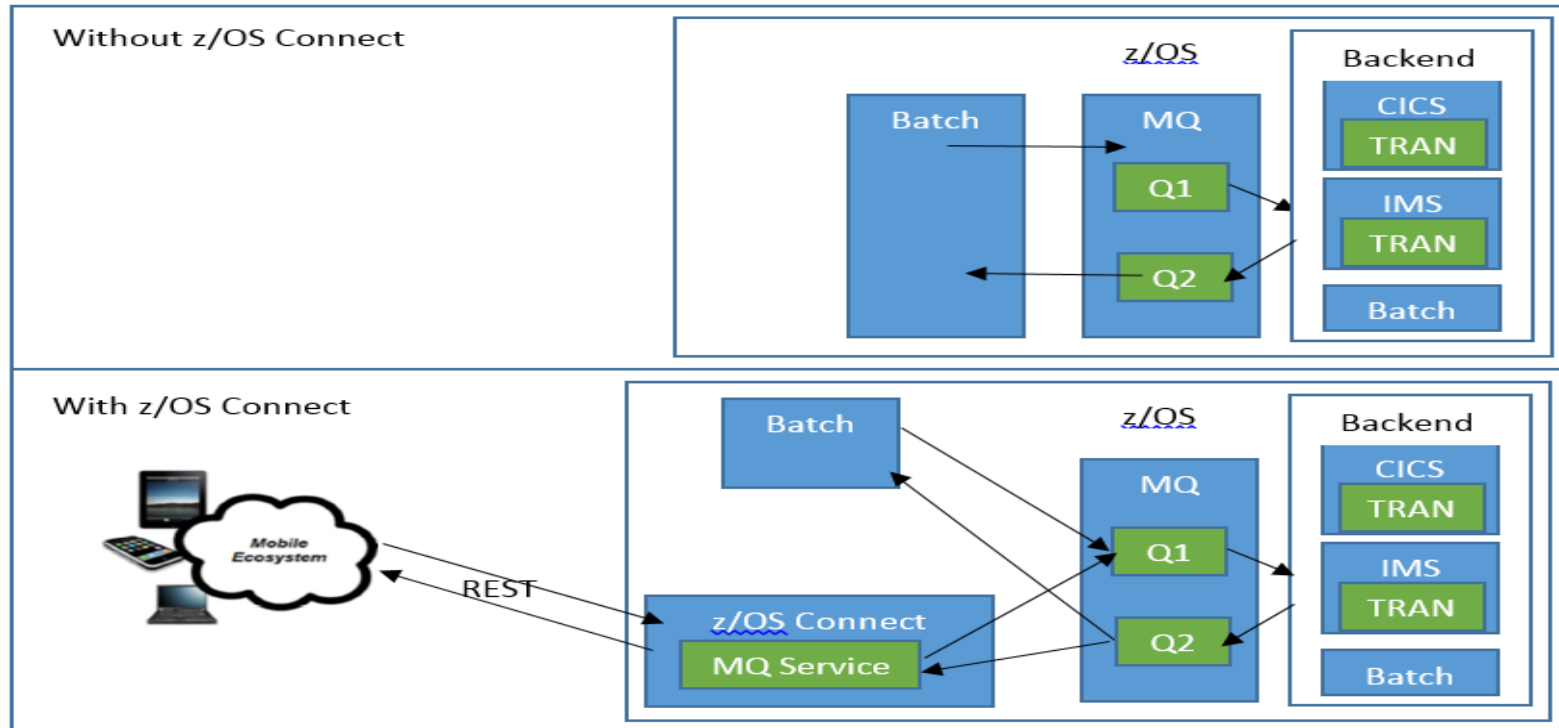 Without z/OS Connect
z/OS
Backend
Batch
MQ
CICS
TRAN
Q1
IMS
TRAN
Q2
Batch
With z/OS Connect
Batch
z/OS
Backend
MQ
CICS
TRAN
Mobile
Ecosystem
Q1
IMS
REST
TRAN
z/OS Connect
Q2
MQ Service
Batch